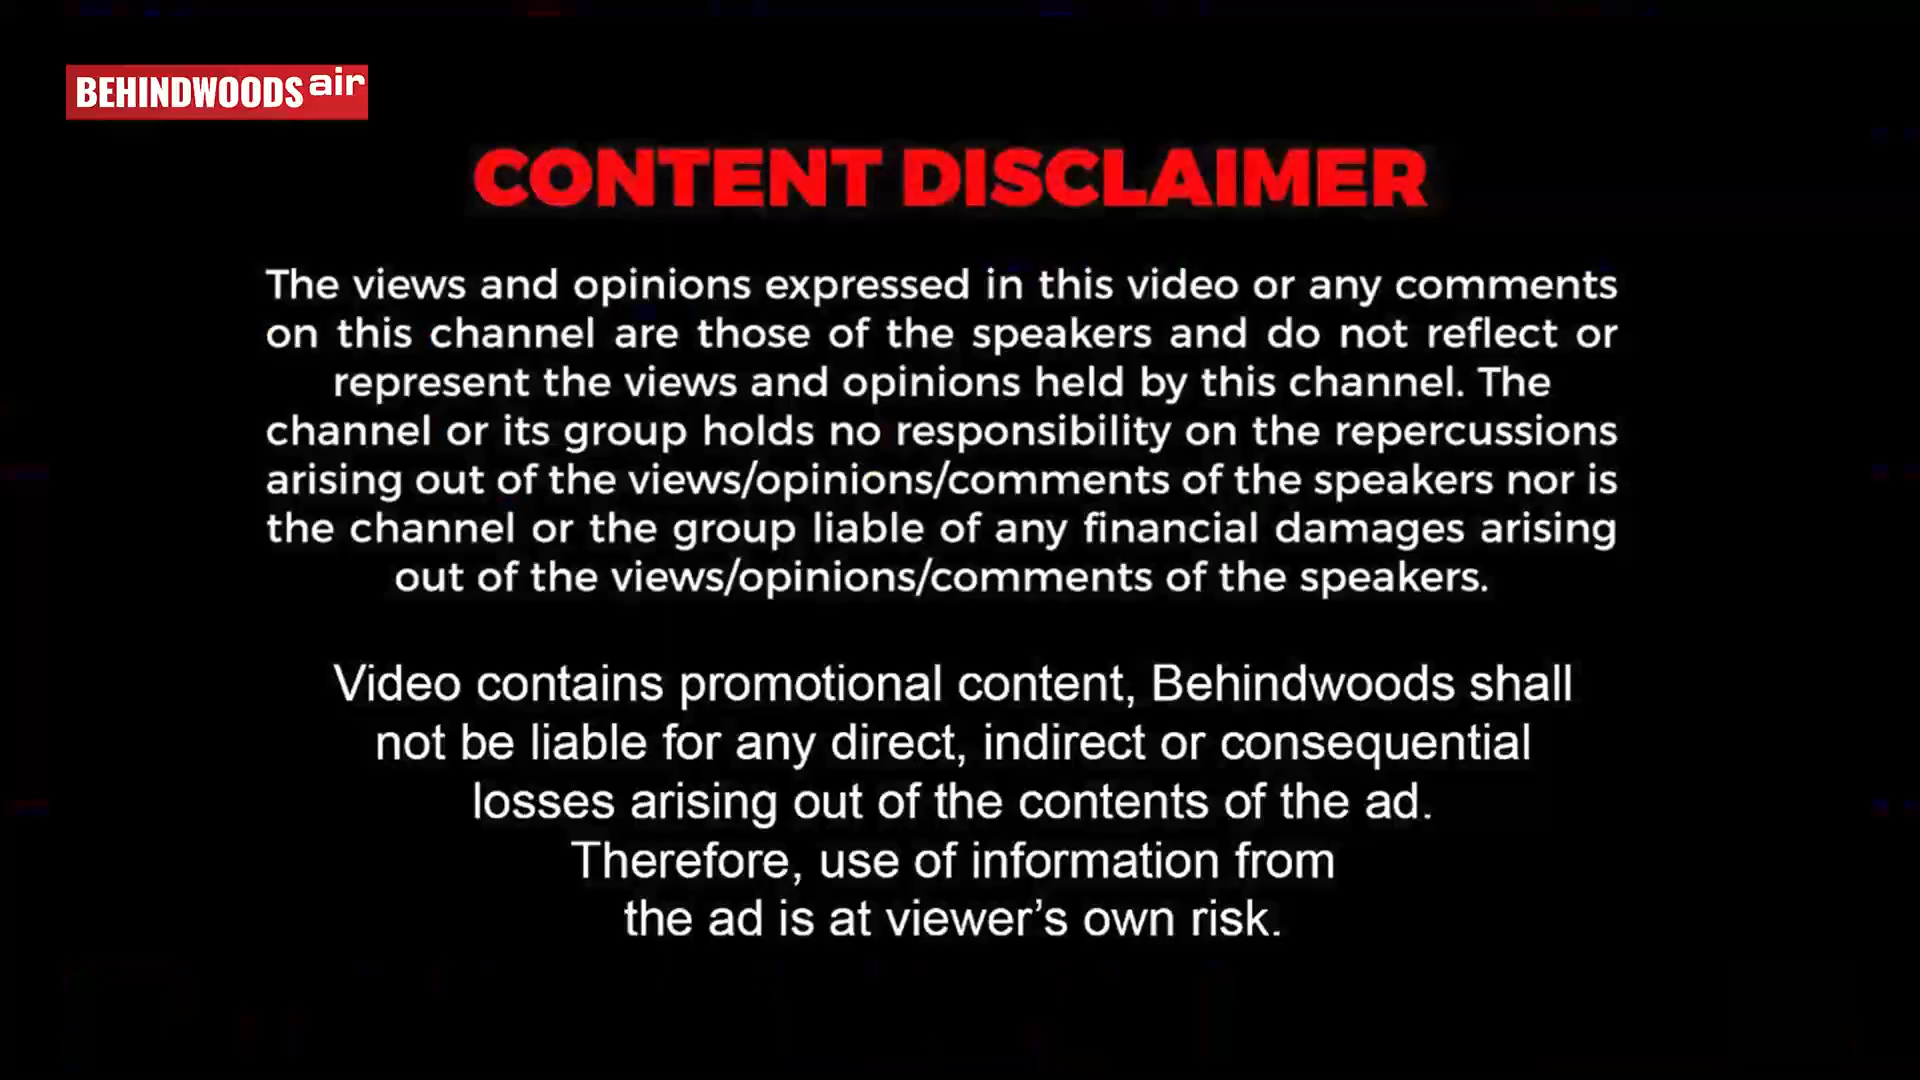 BEHINDWOODS air
CONTENT DISCLAIMER
The views and opinions expressed in this video or any comments
on this channel are those of the speakers and do not reflect or
represent the views and opinions held by this channel. The
channel or its group holds no responsibility on the repercussions
arising out of the views/opinions/comments of the speakers nor is
the channel or the group liable of any financial damages arising
out of the views/opinions/comments of the speakers.
Video contains promotional content, Behindwoods shall
not be liable for any direct, indirect or consequential
losses arising out of the contents of the ad.
Therefore, use of information from
the ad is at viewer’s own risk.